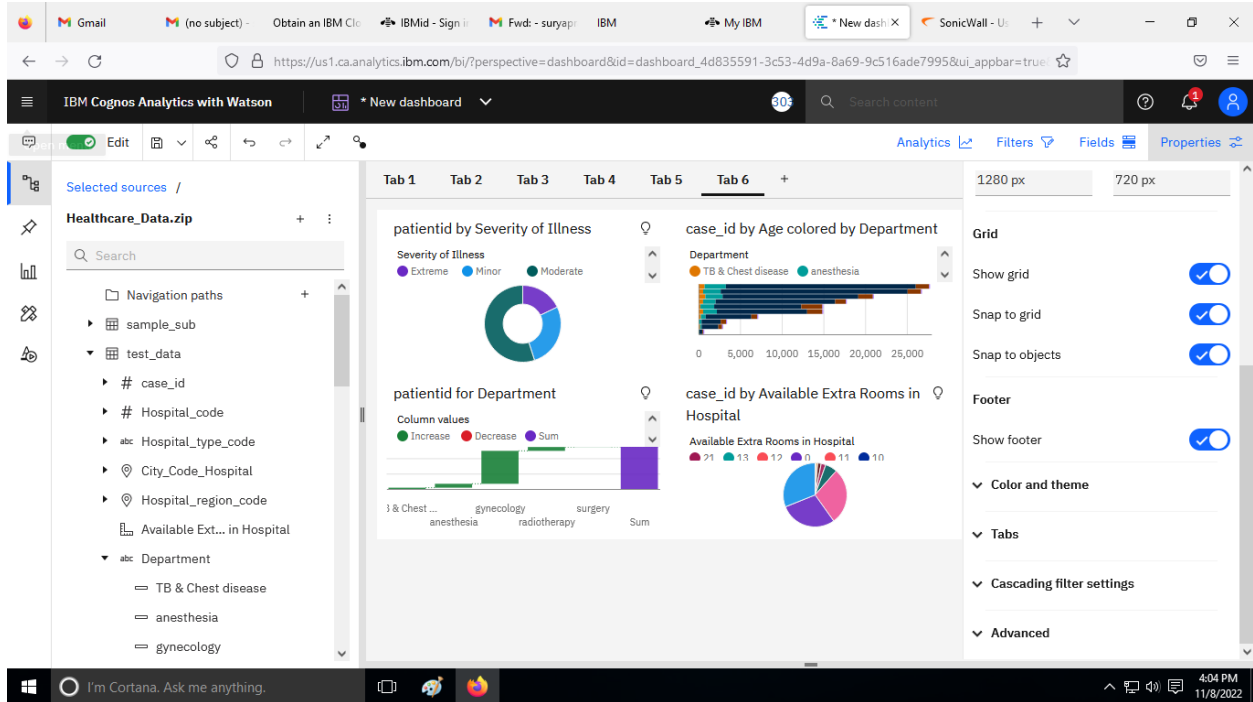 Gmail
(no subject) -
Obtain an IBM Clo
IBMid - Sign in
Fwd: - suryapr
IBM
My IBM
* New dash
SonicWall - Us
https://us1.ca.analytics.ibm.com/bi/?perspective=dashboard&id=dashboard_4d835591-3c53-4d9a-8a69-9c516ade7995&ui_appbar=true
IBM Cognos Analytics with Watson
* New dashboard
303
Search content
1
Edit
Analytics
Filters
Fields
Properties
Selected sources /
Healthcare_Data.zip
Search
Navigation paths
sample_sub
test_data
# case_id
# Hospital_code
abc Hospital_type_code
City_Code_Hospital
Hospital_region_code
Available Ext... in Hospital
abc Department
TB & Chest disease
anesthesia
gynecology
Tab 1 Tab 2 Tab 3 Tab 4 Tab 5 Tab 6 +
patientid by Severity of Illness
Severity of Illness
Extreme Minor Moderate
case_id by Age colored by Department
Department
TB & Chest disease anesthesia
0 5,000 10,000 15,000 20,000 25,000
patientid for Department
Column values
Increase Decrease Sum
& Chest ... gynecology surgery
anesthesia radiotherapy Sum
case_id by Available Extra Rooms in
Hospital
Available Extra Rooms in Hospital
21 13 12 0 11 10
1280 px 720 px
Grid
Show grid
Snap to grid
Snap to objects
Footer
Show footer
Color and theme
Tabs
Cascading filter settings
Advanced
I'm Cortana. Ask me anything.
4:04 PM
11/8/2022